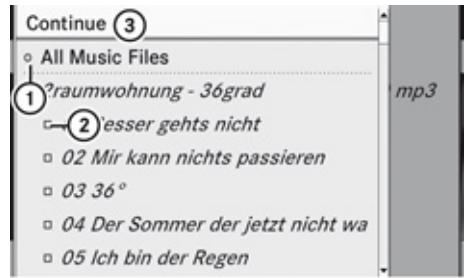 Continue 3
All Music Files
1 ?raumwohnung - 36grad mp3
2 esser gehts nicht
02 Mir kann nichts passieren
03 36°
04 Der Sommer der jetzt nicht wa
05 Ich bin der Regen